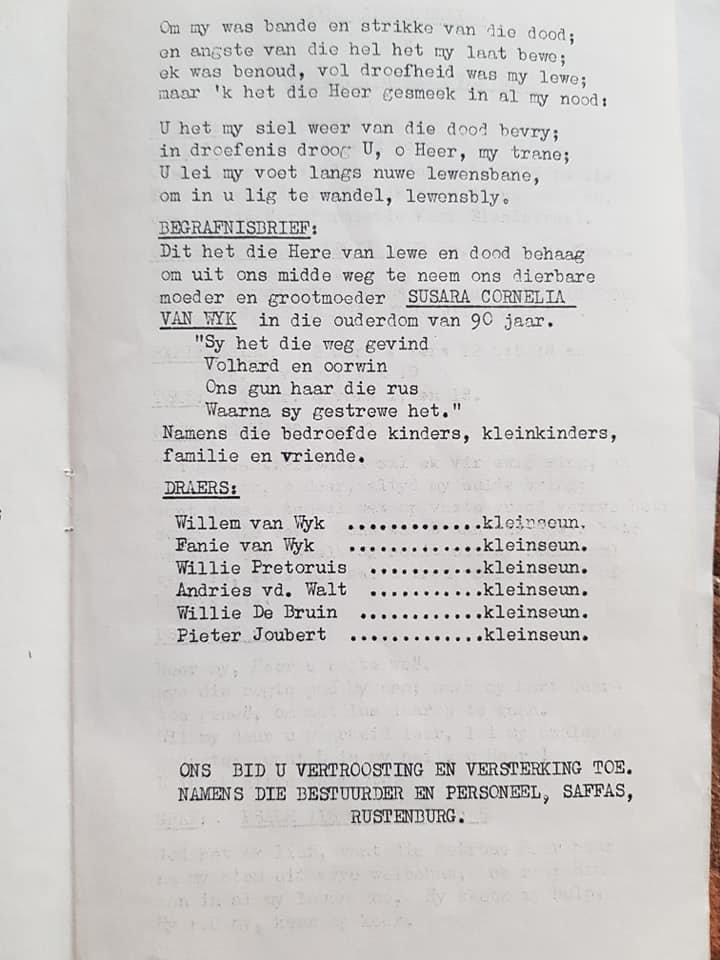 Om my was bande en strikke van die dood;
en angste van die hel het my laat bewe;
ek was benoud, vol droefheid was my lewe;
maar 'k het die Heer gesmeek in al my nood:
U het my siel weer van die dood bevry;
in droefenis droog U, o Heer, my trane;
U lei my voet langs nuwe lewensbane,
om in u lig te wandel, lewensbly.
BEGRAFNISBRIEF:
Dit het die Here van lewe en dood behaag
om uit ons midde weg te neem ons dierbare
moeder en grootmoeder SUSARA CORNELIA
VAN WYK in die ouderdom van 90 jaar.
"Sy het die weg gevind
Volhard en oorwin
Ons gun haar die rus
Waarna sy gestrewe het."
Namens die bedroefde kinders, kleinkinders,
familie en vriende.
DRAERS:
Willem van Wyk .............kleinseun.
Fanie van Wyk .............kleinseun.
Willie Pretoruis ...........kleinseun.
Andries vd. Walt ...........kleinseun.
Willie De Bruin ............kleinseun.
Pieter Joubert .............kleinseun.
ONS BID U VERTROOSTING EN VERSTERKING TOE.
NAMENS DIE BESTUURDER EN PERSONEEL, SAFFAS,
RUSTENBURG.